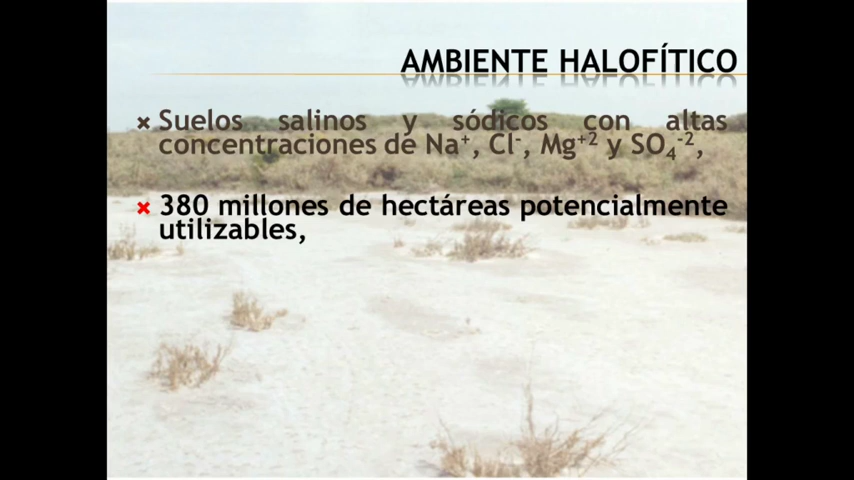 AMBIENTE HALOFÍTICO
Suelos salinos y sódicos con altas
concentraciones de Na⁺, Cl⁻, Mg⁺² y SO₄⁻²,
380 millones de hectáreas potencialmente
utilizables,